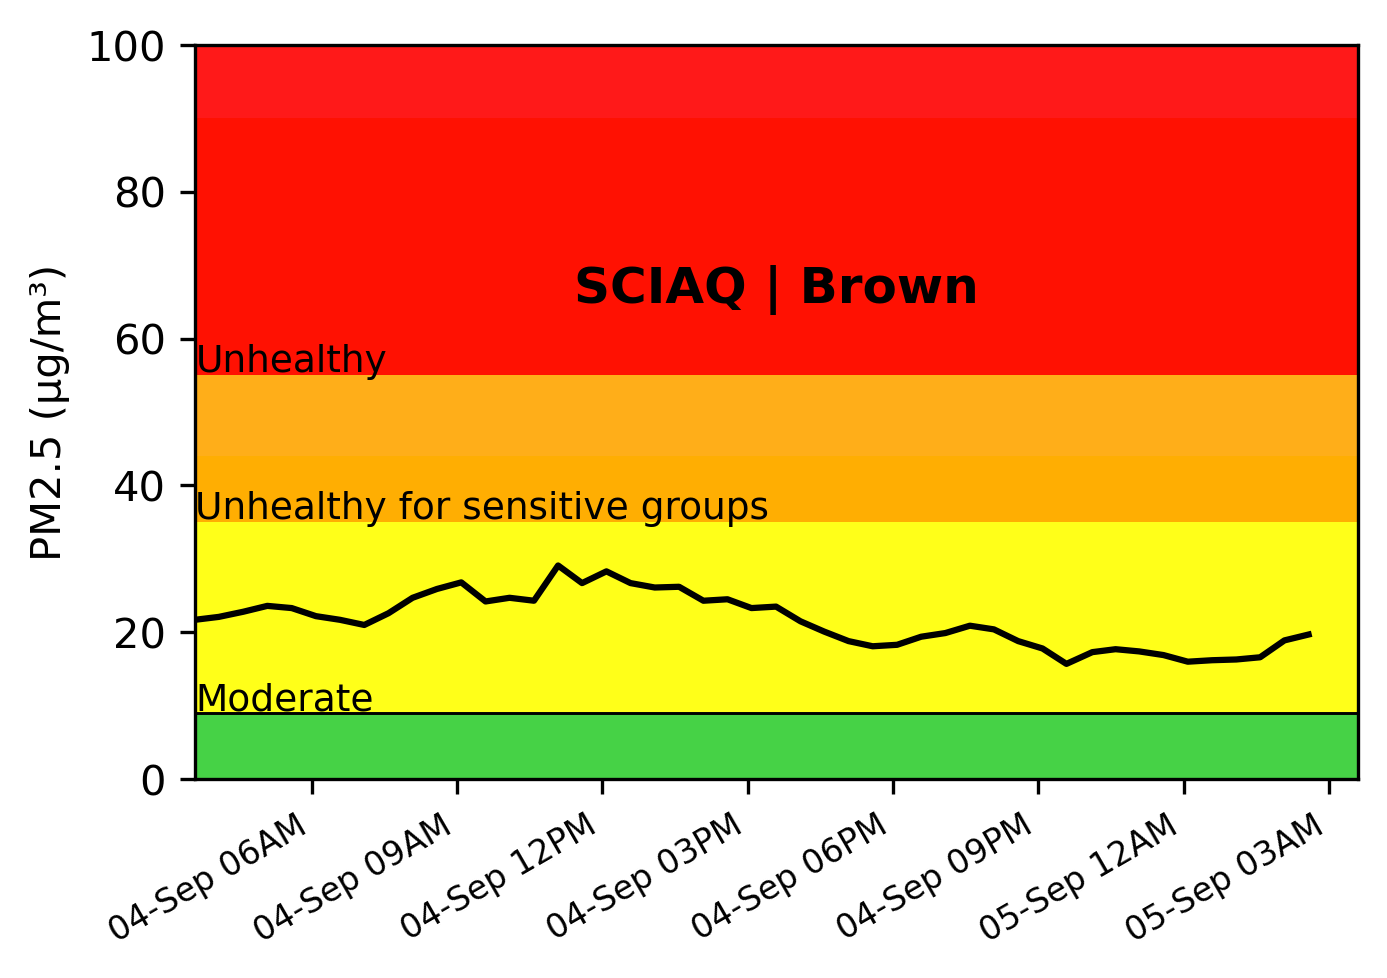 100
80
60
40
20
0
PM2.5 (µg/m³)
SCIAQ | Brown
Unhealthy
Unhealthy for sensitive groups
Moderate
04-Sep 06AM
04-Sep 09AM
04-Sep 12PM
04-Sep 03PM
04-Sep 06PM
04-Sep 09PM
05-Sep 12AM
05-Sep 03AM